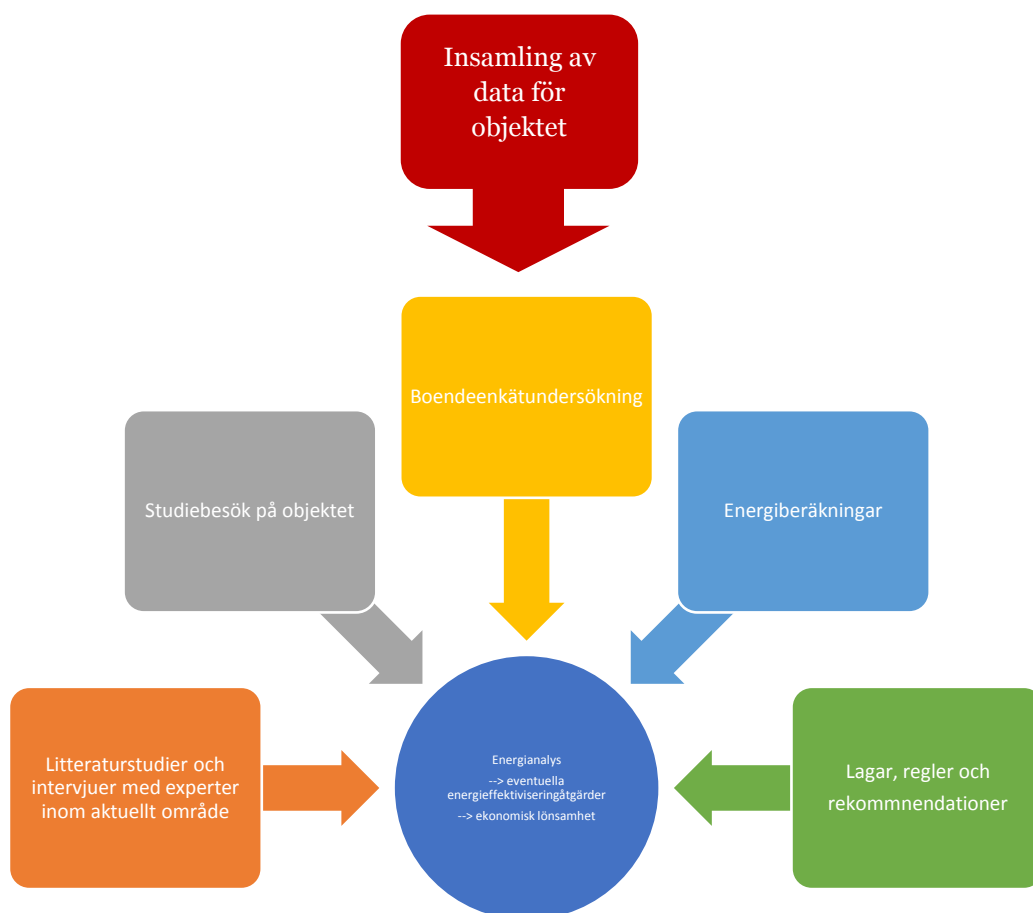 Insamling av
data för
objektet
Boendeenkätundersökning
Studiebesök på objektet
Energiberäkningar
Litteraturstudier och
intervjuer med experter
inom aktuellt område
Energianalys
--> eventuella
energieffektiviseringåtgärder
--> ekonomisk lönsamhet
Lagar, regler och
rekommnendationer